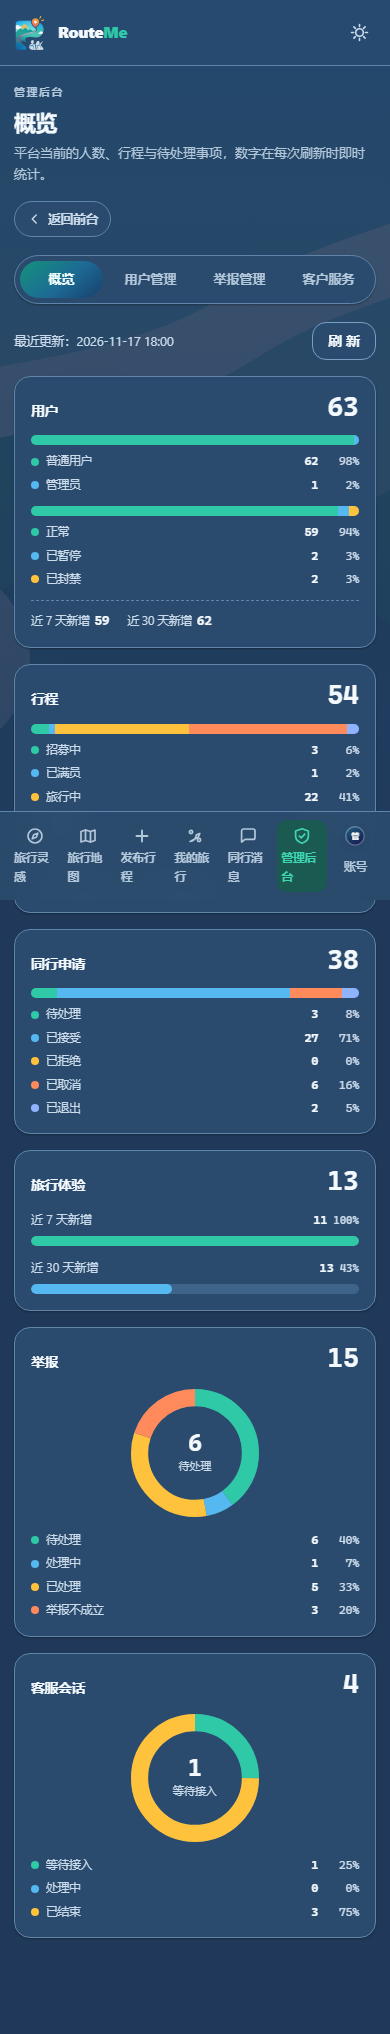 RouteMe
管理后台
概览
平台当前的人数、行程与待处理事项，数字在每次刷新时即时
统计。
返回前台
概览 用户管理 举报管理 客户服务
最近更新：2026-11-17 18:00 刷 新
用户 63
普通用户 62 98%
管理员 1 2%
正常 59 94%
已暂停 2 3%
已封禁 2 3%
近 7 天新增 59 近 30 天新增 62
行程 54
招募中 3 6%
已满员 1 2%
旅行中 22 41%
旅行灵感
旅行地图
发布行程
我的旅行
同行消息
管理后台
管
账号
同行申请 38
待处理 3 8%
已接受 27 71%
已拒绝 0 0%
已取消 6 16%
已退出 2 5%
旅行体验 13
近 7 天新增 11 100%
近 30 天新增 13 43%
举报 15
6
待处理
待处理 6 40%
处理中 1 7%
已处理 5 33%
举报不成立 3 20%
客服会话 4
1
等待接入
等待接入 1 25%
处理中 0 0%
已结束 3 75%